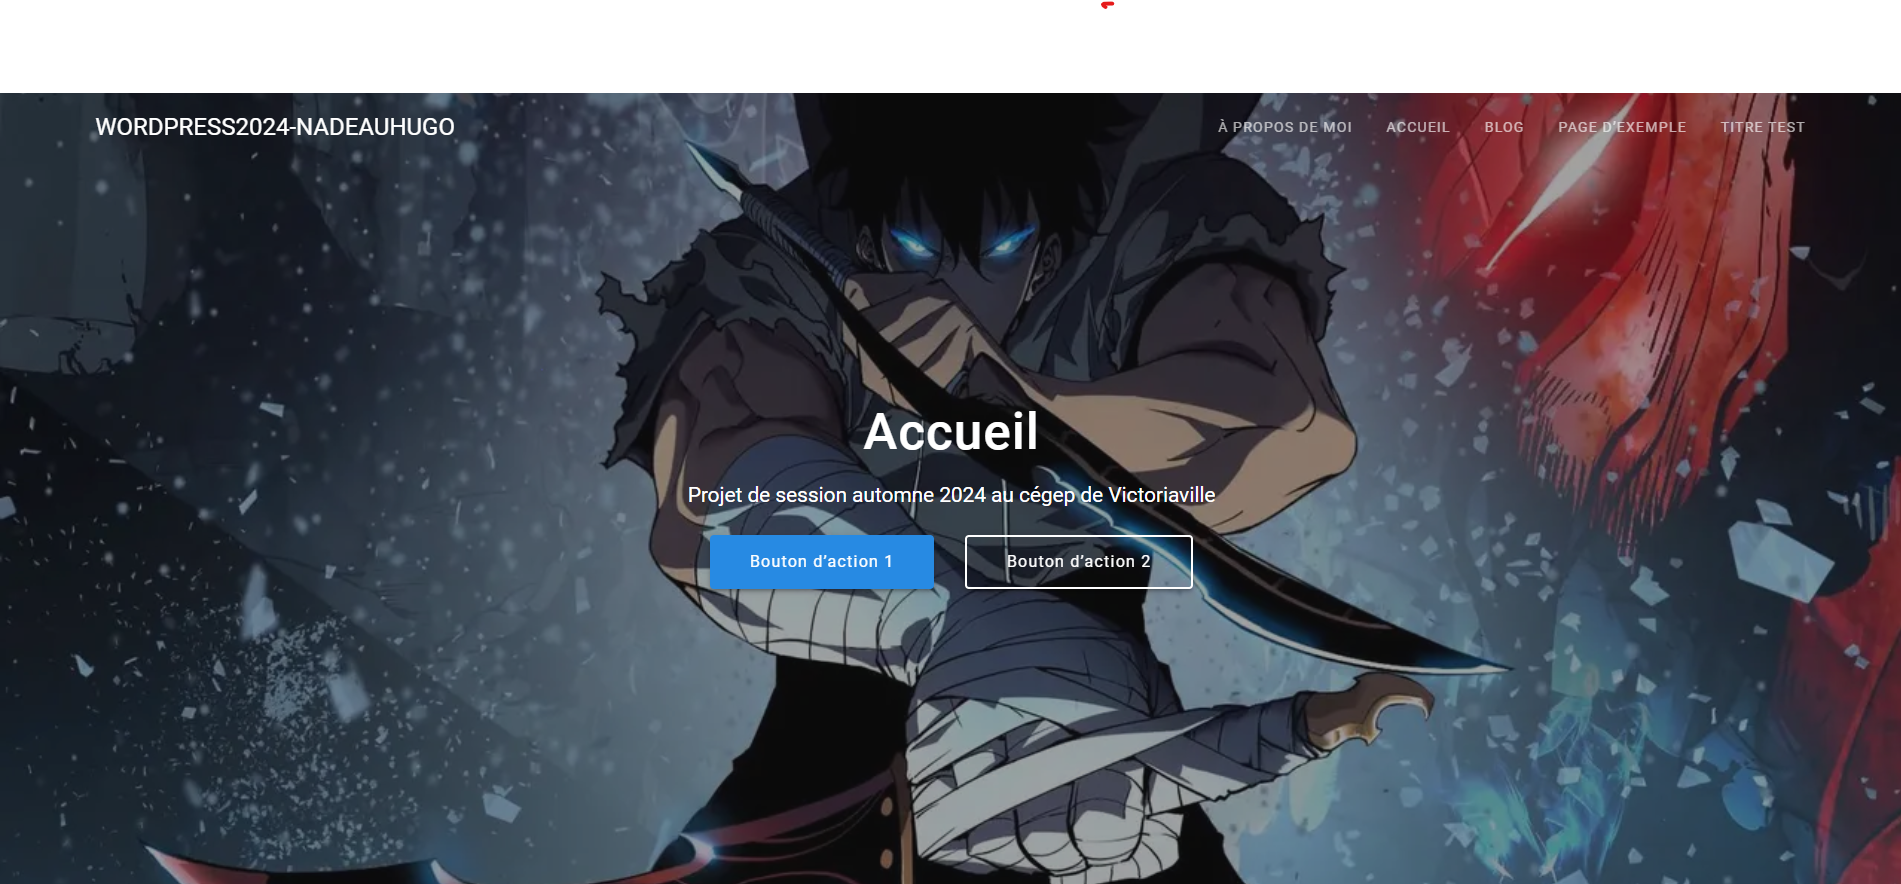 WORDPRESS2024-NADEAUHUGO
À PROPOS DE MOI ACCUEIL BLOG PAGE D'EXEMPLE TITRE TEST
Accueil
Projet de session automne 2024 au cégep de Victoriaville
Bouton d'action 1
Bouton d'action 2